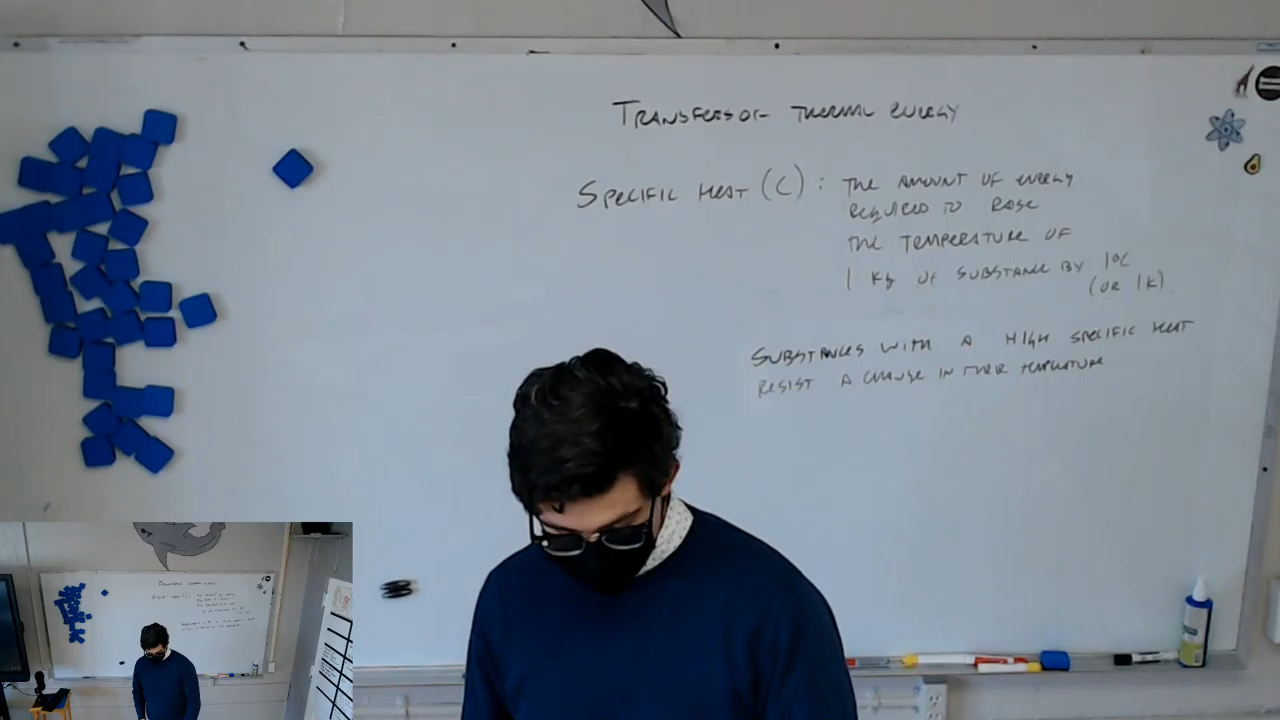 TRANSFERS OF THERMAL ENERGY
SPECIFIC HEAT (C) : THE AMOUNT OF ENERGY
REQUIRED TO RAISE
THE TEMPERATURE OF
1 Kg OF SUBSTANCE BY 1°C
(OR 1K)
SUBSTANCES WITH A HIGH SPECIFIC HEAT
RESIST A CHANGE IN THEIR TEMPERATURE